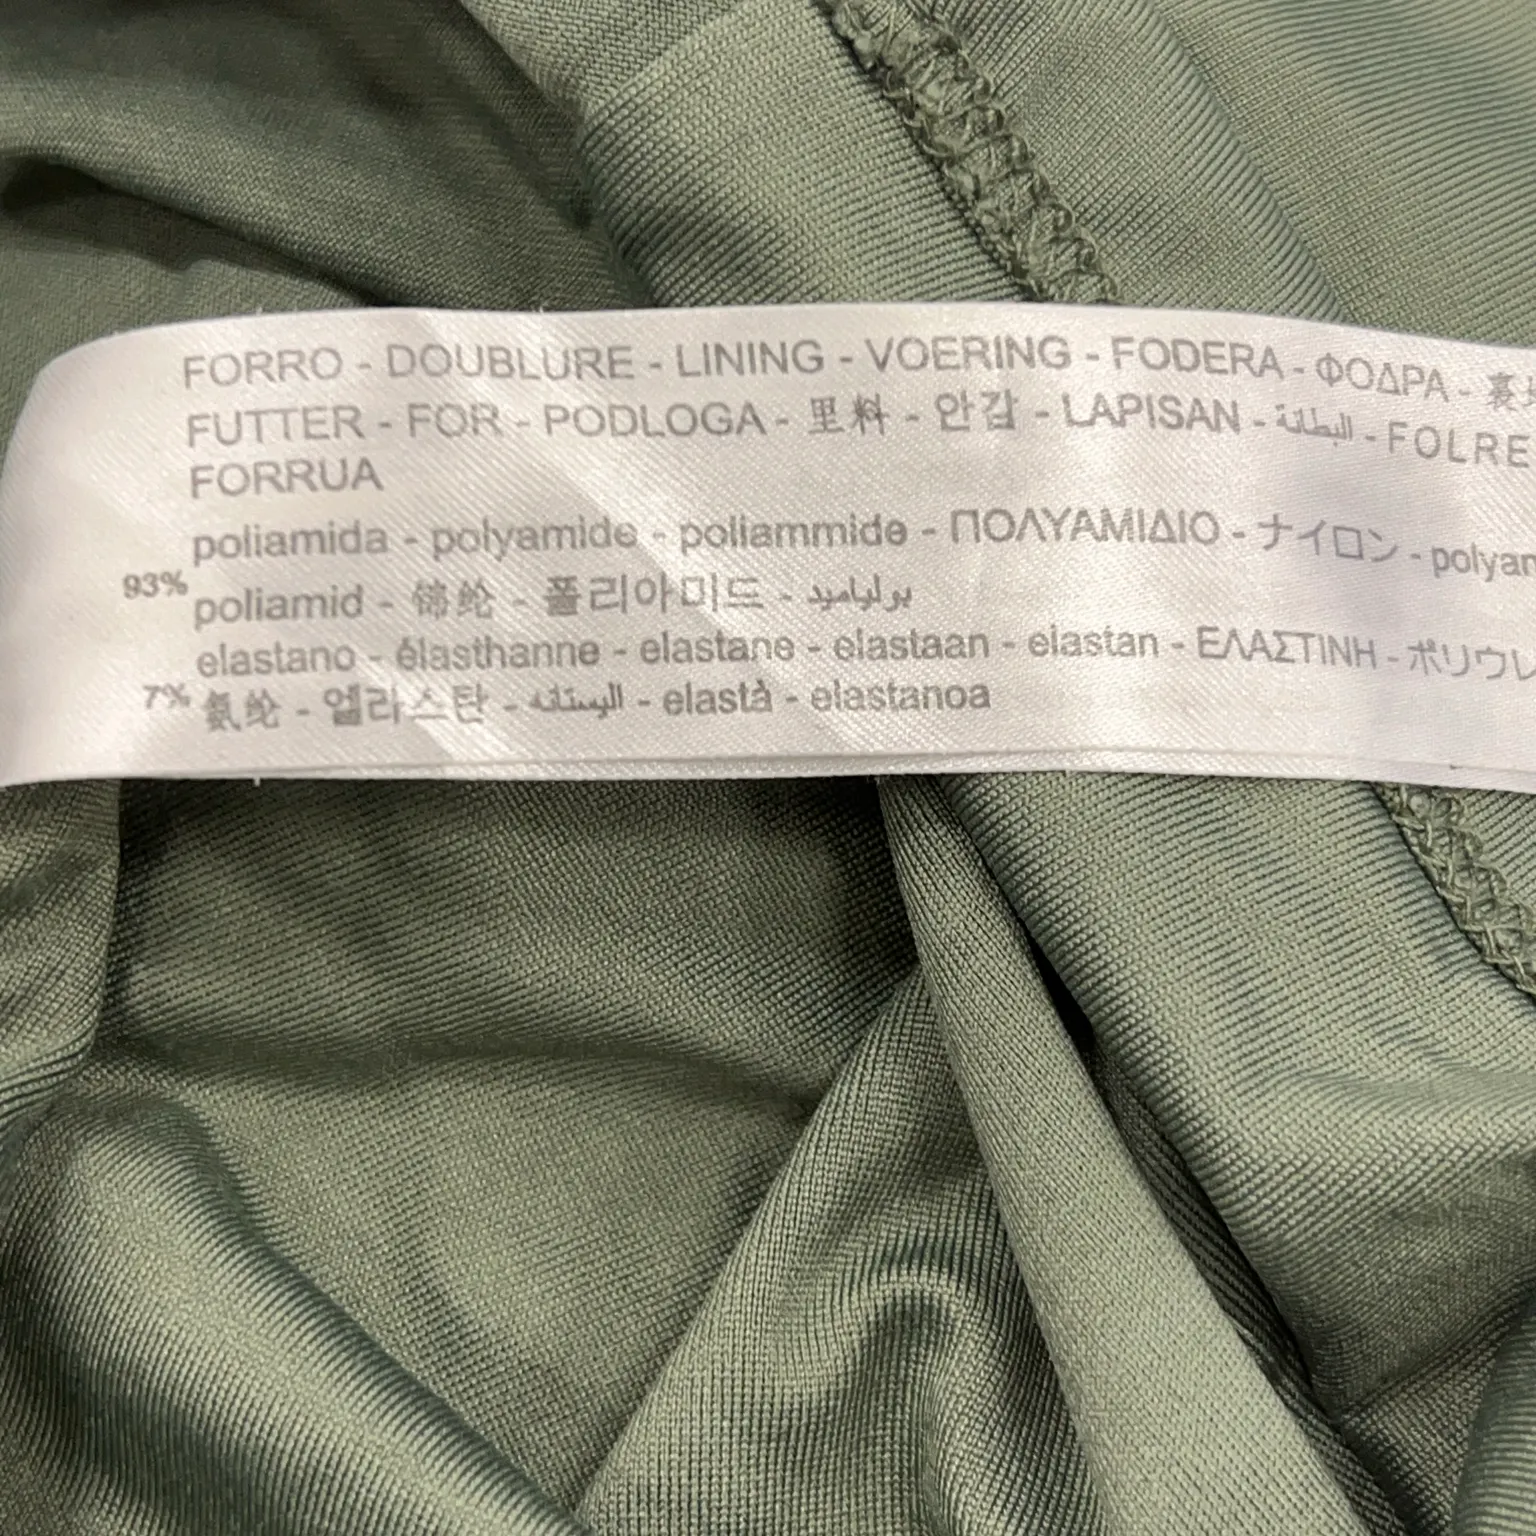 FORRO - DOUBLURE - LINING - VOERING - FODERA - ΦΟΔΡΑ - 裏
FUTTER - FOR - PODLOGA - 里料 - 안감 - LAPISAN - البطانة - FOLRE
FORRUA
poliamida - polyamide - poliammide - ΠΟΛΥΑΜΙΔΙΟ - ナイロン - polyam
93% poliamid - 锦纶 - 폴리아미드 - بولياميد
elastano - élasthanne - elastane - elastaan - elastan - ΕΛΑΣΤΙΝΗ - ポリウレ
7% 氨纶 - 엘라스탄 - اليستانه - elastà - elastanoa